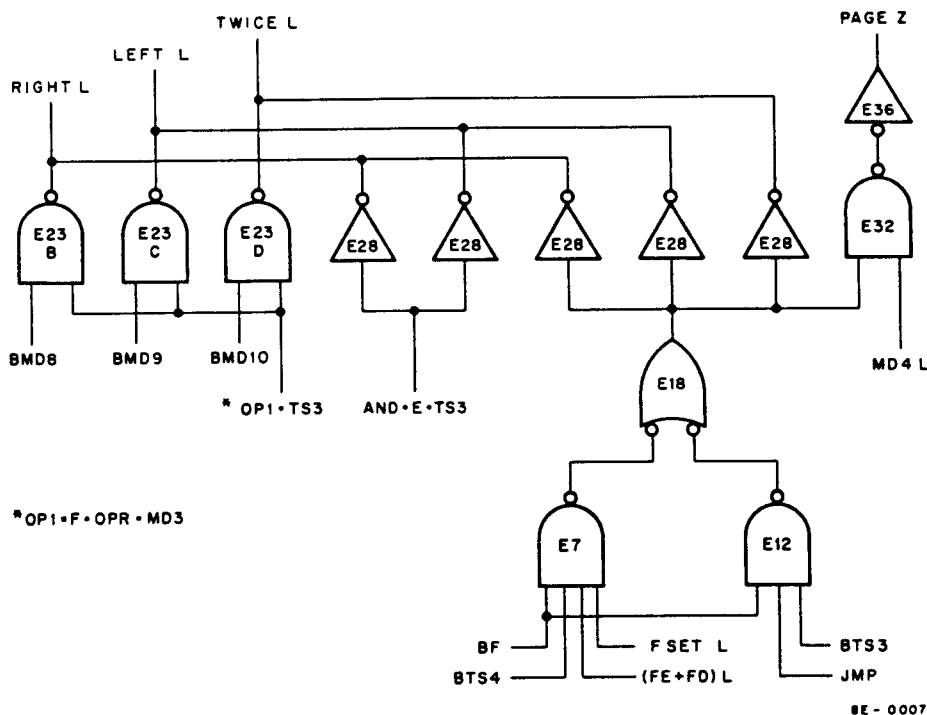 TWICE L
PAGE Z
LEFT L
RIGHT L
E36
E23 B
E23 C
E23 D
E28
E28
E28
E28
E28
E32
BMD8
BMD9
BMD10
MD4 L
E18
* OP1•TS3
AND•E•TS3
*OP1=F•OPR•MD3
E7
E12
BF
F SET L
BTS3
BTS4
(FE+FD) L
JMP
8E - 0007